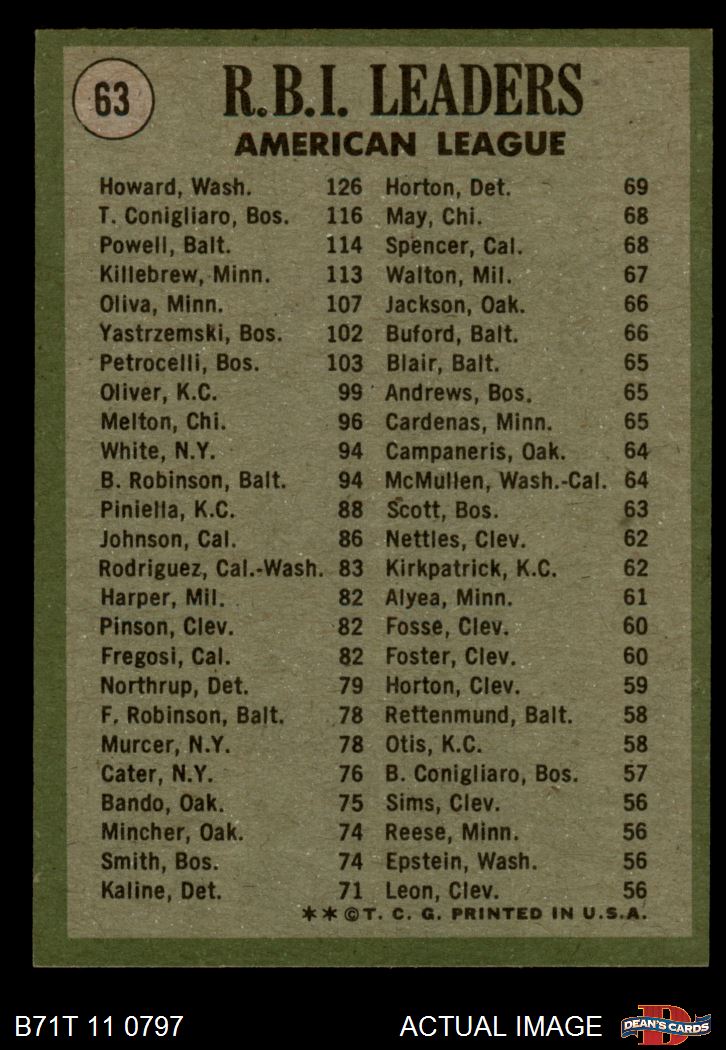 63
R.B.I. LEADERS
AMERICAN LEAGUE
Howard, Wash. 126
T. Conigliaro, Bos. 116
Powell, Balt. 114
Killebrew, Minn. 113
Oliva, Minn. 107
Yastrzemski, Bos. 102
Petrocelli, Bos. 103
Oliver, K.C. 99
Melton, Chi. 96
White, N.Y. 94
B. Robinson, Balt. 94
Piniella, K.C. 88
Johnson, Cal. 86
Rodriguez, Cal.-Wash. 83
Harper, Mil. 82
Pinson, Clev. 82
Fregosi, Cal. 82
Northrup, Det. 79
F. Robinson, Balt. 78
Murcer, N.Y. 78
Cater, N.Y. 76
Bando, Oak. 75
Mincher, Oak. 74
Smith, Bos. 74
Kaline, Det. 71
Horton, Det. 69
May, Chi. 68
Spencer, Cal. 68
Walton, Mil. 67
Jackson, Oak. 66
Buford, Balt. 66
Blair, Balt. 65
Andrews, Bos. 65
Cardenas, Minn. 65
Campaneris, Oak. 64
McMullen, Wash.-Cal. 64
Scott, Bos. 63
Nettles, Clev. 62
Kirkpatrick, K.C. 62
Alyea, Minn. 61
Fosse, Clev. 60
Foster, Clev. 60
Horton, Clev. 59
Rettenmund, Balt. 58
Otis, K.C. 58
B. Conigliaro, Bos. 57
Sims, Clev. 56
Reese, Minn. 56
Epstein, Wash. 56
Leon, Clev. 56
**©T. C. G. PRINTED IN U.S.A.
B71T 11 0797
ACTUAL IMAGE
D
DEAN'S CARDS